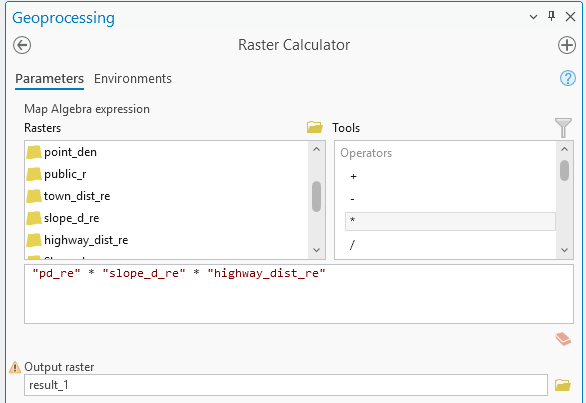 Geoprocessing
Raster Calculator
Parameters Environments
?
Map Algebra expression
Rasters
Tools
point_den
public_r
town_dist_re
slope_d_re
highway_dist_re
Operators
+
-
*
/
"pd_re" * "slope_d_re" * "highway_dist_re"
Output raster
result_1